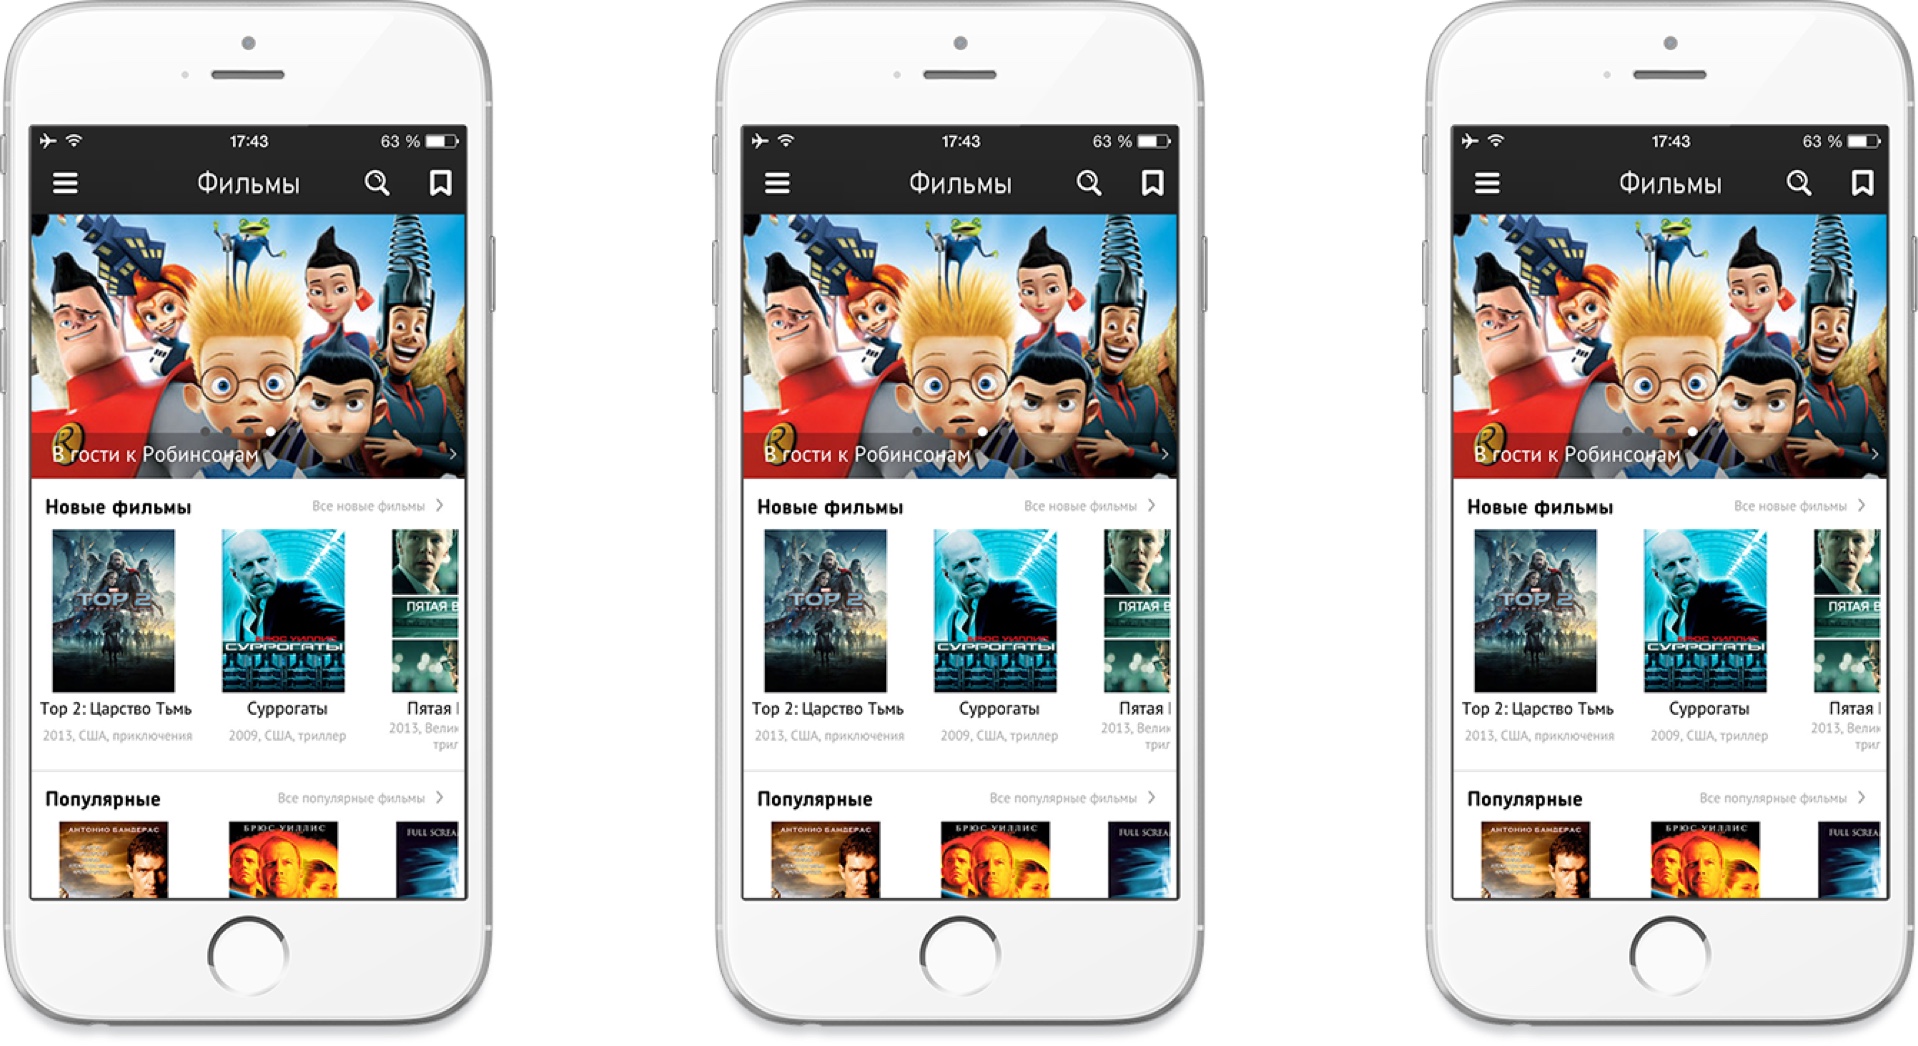 17:43
63 %
Фильмы
В гости к Робинсонам
Новые фильмы
Все новые фильмы
ТОР 2
БРЮС УИЛЛИС
СУРРОГАТЫ
ПЯТАЯ В
Тор 2: Царство Тьмы
Суррогаты
Пятая
2013, США, приключения
2009, США, триллер
2013, Велик
триг
Популярные
Все популярные фильмы
АНТОНИО БАНДЕРАС
БРЮС УИЛЛИС
FULL SCREA
17:43
63 %
Фильмы
В гости к Робинсонам
Новые фильмы
Все новые фильмы
ТОР 2
БРЮС УИЛЛИС
СУРРОГАТЫ
ПЯТАЯ В
Тор 2: Царство Тьмы
Суррогаты
Пятая
2013, США, приключения
2009, США, триллер
2013, Велик
триг
Популярные
Все популярные фильмы
АНТОНИО БАНДЕРАС
БРЮС УИЛЛИС
FULL SCREA
17:43
63 %
Фильмы
В гости к Робинсонам
Новые фильмы
Все новые фильмы
ТОР 2
БРЮС УИЛЛИС
СУРРОГАТЫ
ПЯТАЯ В
Тор 2: Царство Тьмы
Суррогаты
Пятая
2013, США, приключения
2009, США, триллер
2013, Велик
триг
Популярные
Все популярные фильмы
АНТОНИО БАНДЕРАС
БРЮС УИЛЛИС
FULL SCREA